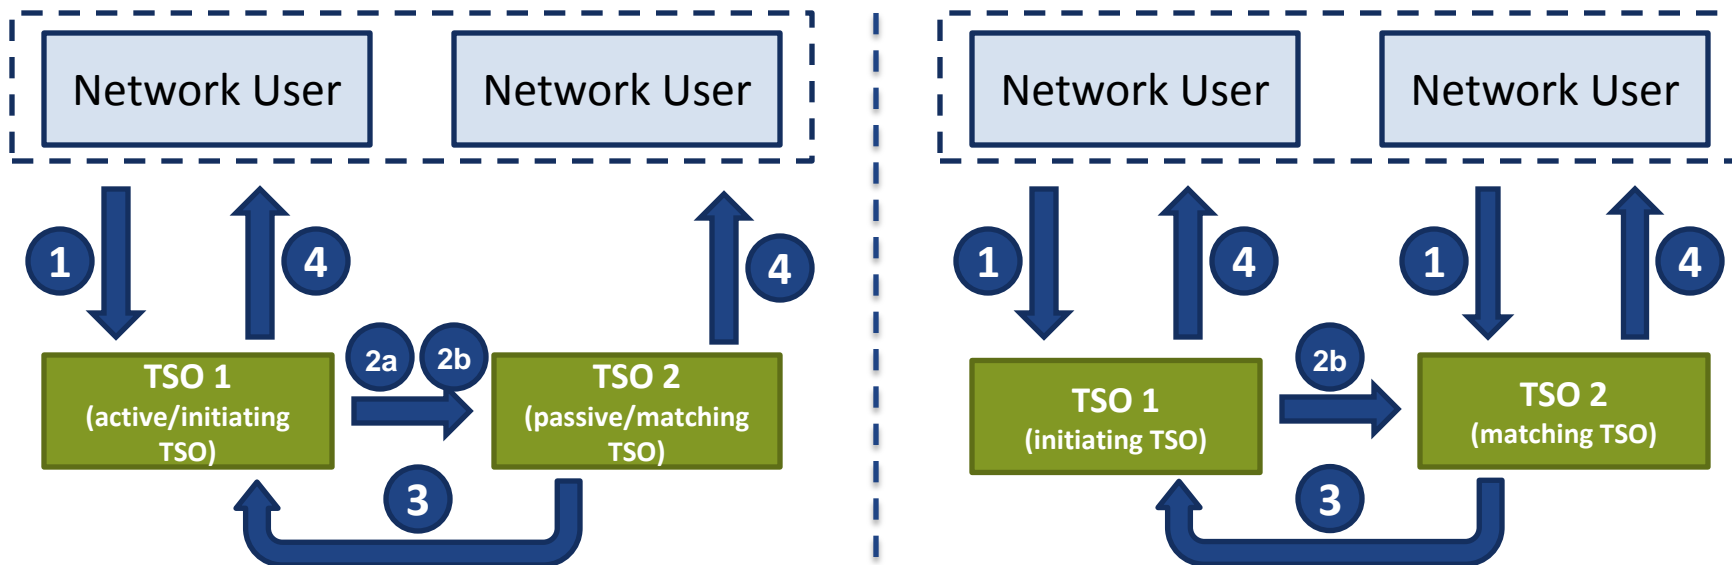 Network User
Network User
1
4
4
2a
2b
TSO 1
(active/initiating
TSO)
TSO 2
(passive/matching
TSO)
3
Network User
Network User
1
4
1
4
2b
TSO 1
(initiating TSO)
TSO 2
(matching TSO)
3